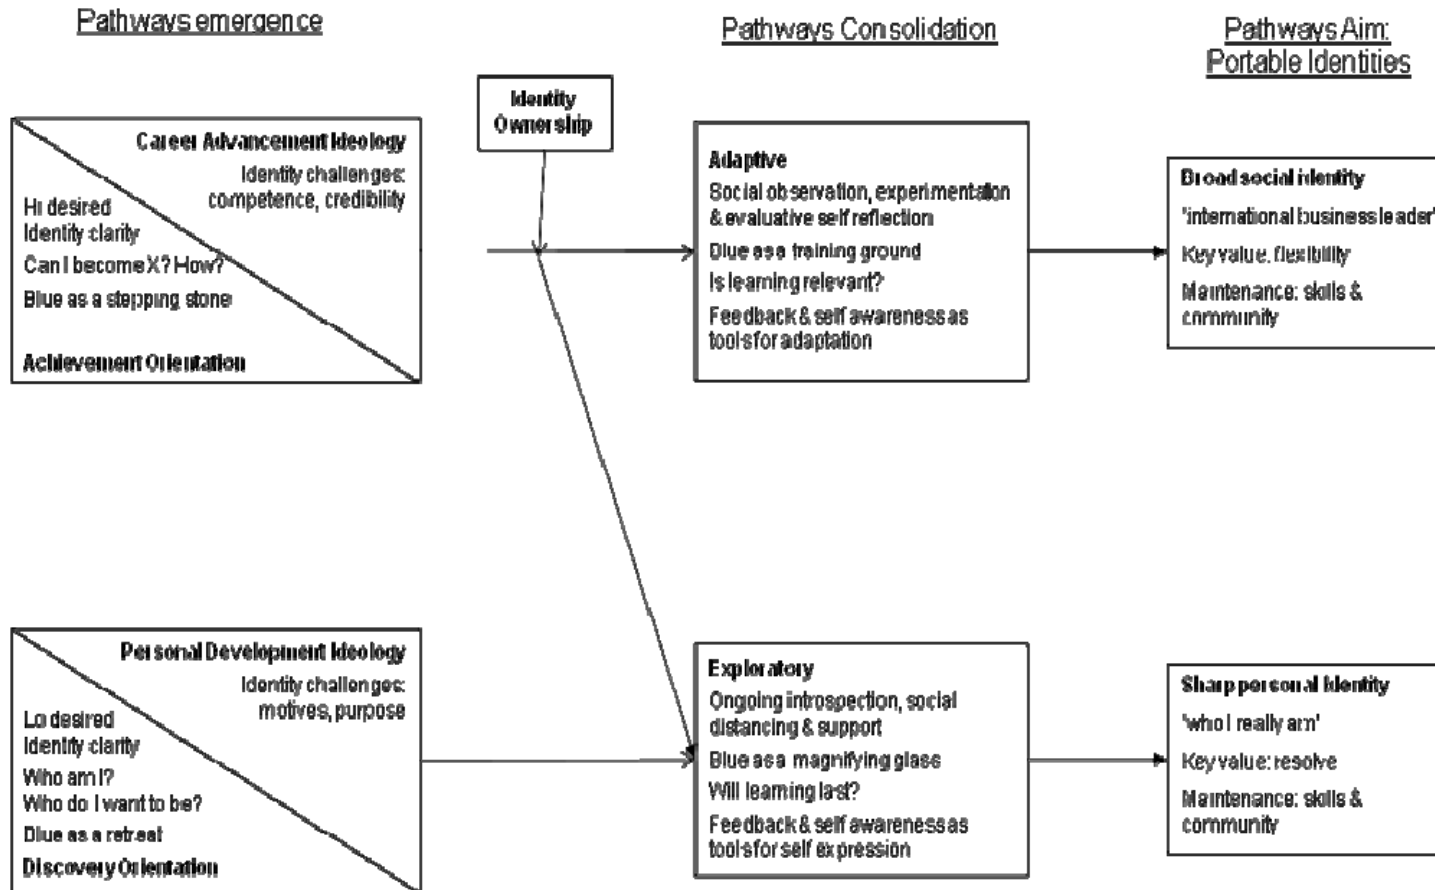 Pathways emergence
Pathways Consolidation
Pathways Aim:
Portable Identities
Identity
Ownership
Career Advancement Ideology
Identity challenges:
competence, credibility
Hi desired
Identity clarity
Can I become X? How?
Blue as a stepping stone
Achievement Orientation
Adaptive
Social observation, experimentation
& evaluative self reflection
Blue as a training ground
Is learning relevant?
Feedback & self awareness as
tools for adaptation
Broad social identity
'international business leader'
Key value: flexibility
Maintenance: skills &
community
Personal Development Ideology
Identity challenges:
motives, purpose
Lo desired
Identity clarity
Who am I?
Who do I want to be?
Blue as a retreat
Discovery Orientation
Exploratory
Ongoing introspection, social
distancing & support
Blue as a magnifying glass
Will learning last?
Feedback & self awareness as
tools for self expression
Sharp personal Identity
'who I really am'
Key value: resolve
Maintenance: skills &
community